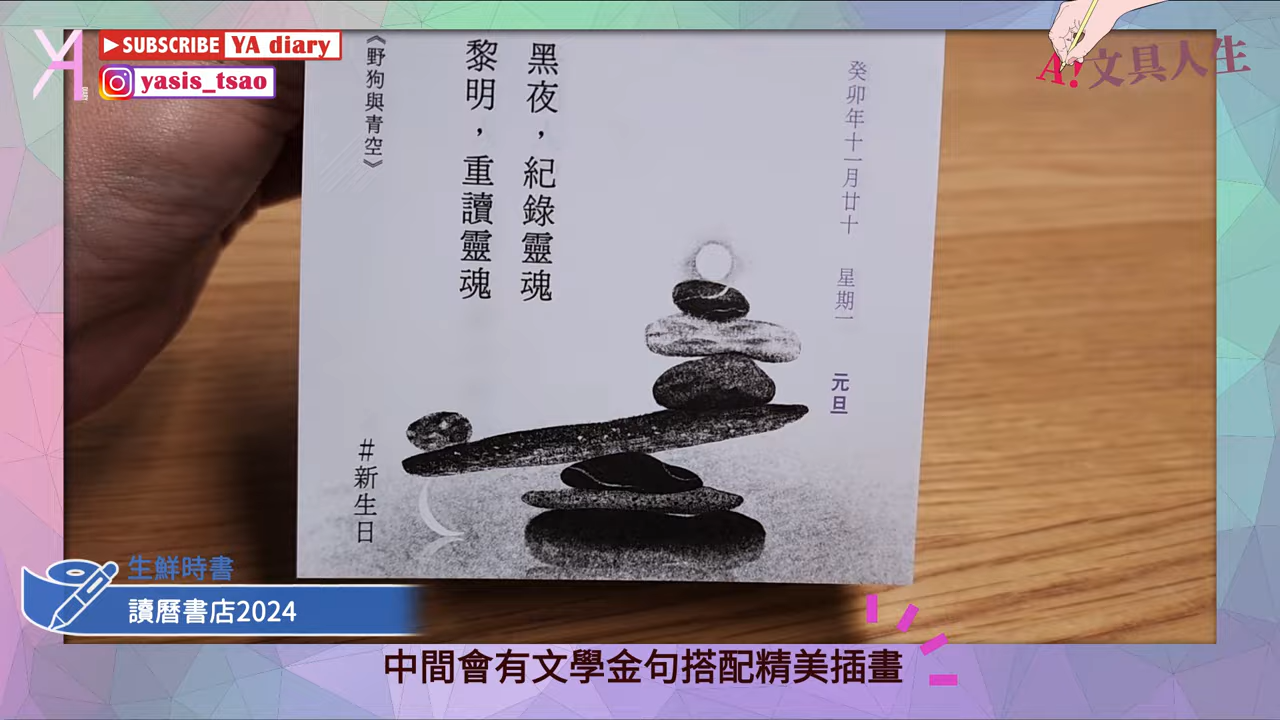 YA
SUBSCRIBE YA diary
yasis_tsao
A!文具人生
癸卯年十一月廿十 星期一
元旦
黑夜，紀錄靈魂
黎明，重讀靈魂
《野狗與青空》
#新生日
生鮮時書
讀曆書店2024
中間會有文學金句搭配精美插畫